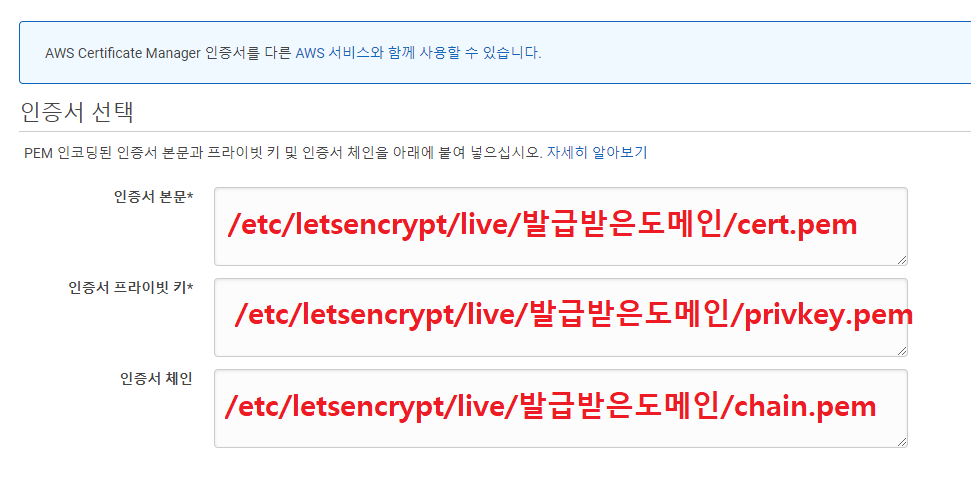 AWS Certificate Manager 인증서를 다른 AWS 서비스와 함께 사용할 수 있습니다.
인증서 선택
PEM 인코딩된 인증서 본문과 프라이빗 키 및 인증서 체인을 아래에 붙여 넣으십시오. 자세히 알아보기
인증서 본문*
/etc/letsencrypt/live/발급받은도메인/cert.pem
인증서 프라이빗 키*
/etc/letsencrypt/live/발급받은도메인/privkey.pem
인증서 체인
/etc/letsencrypt/live/발급받은도메인/chain.pem